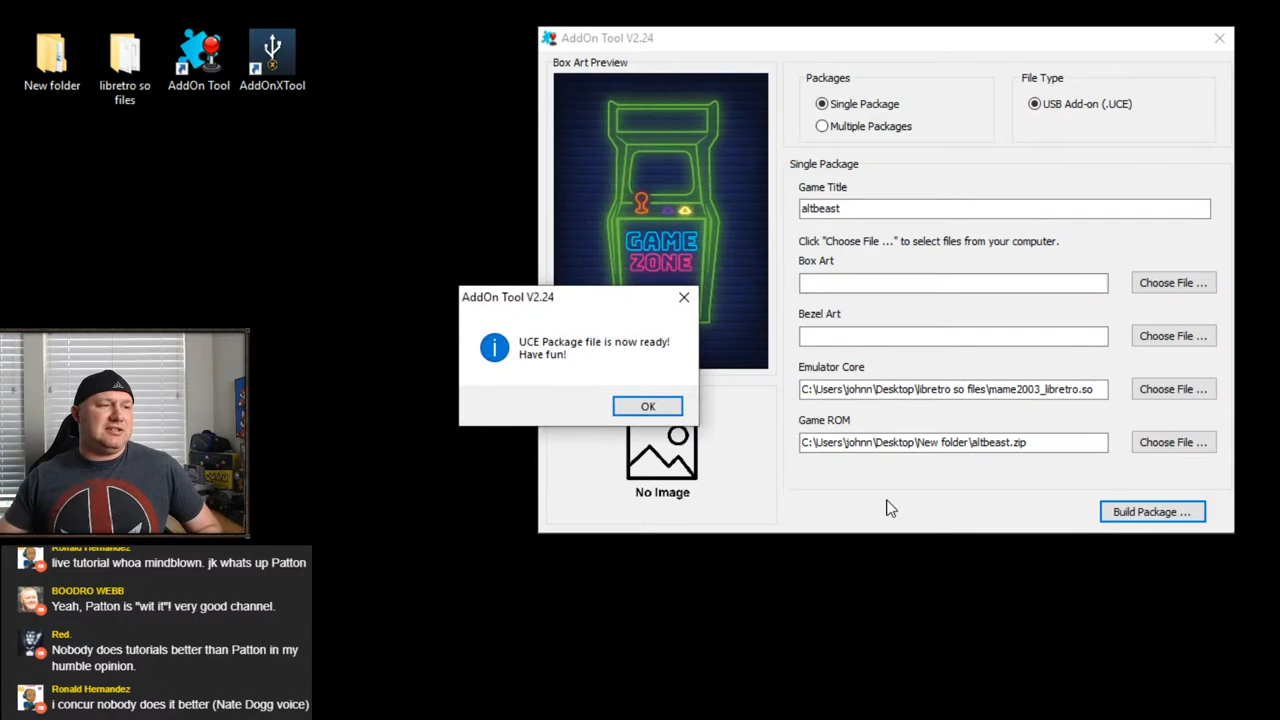 New folder
libretro so
files
AddOn Tool
AddOnXTool
AddOn Tool V2.24
Box Art Preview
GAME
ZONE
No Image
Packages
Single Package
Multiple Packages
File Type
USB Add-on (.UCE)
Single Package
Game Title
altbeast
Click "Choose File ..." to select files from your computer.
Box Art
Choose File ...
Bezel Art
Choose File ...
Emulator Core
C:\Users\johnn\Desktop\libretro so files\mame2003_libretro.so
Choose File ...
Game ROM
C:\Users\johnn\Desktop\New folder\altbeast.zip
Choose File ...
Build Package ...
AddOn Tool V2.24
UCE Package file is now ready!
Have fun!
OK
Ronald Hernandez
live tutorial whoa mindblown. jk whats up Patton
BOODRO WEBB
Yeah, Patton is "wit it"! very good channel.
Red.
Nobody does tutorials better than Patton in my
humble opinion.
Ronald Hernandez
i concur nobody does it better (Nate Dogg voice)